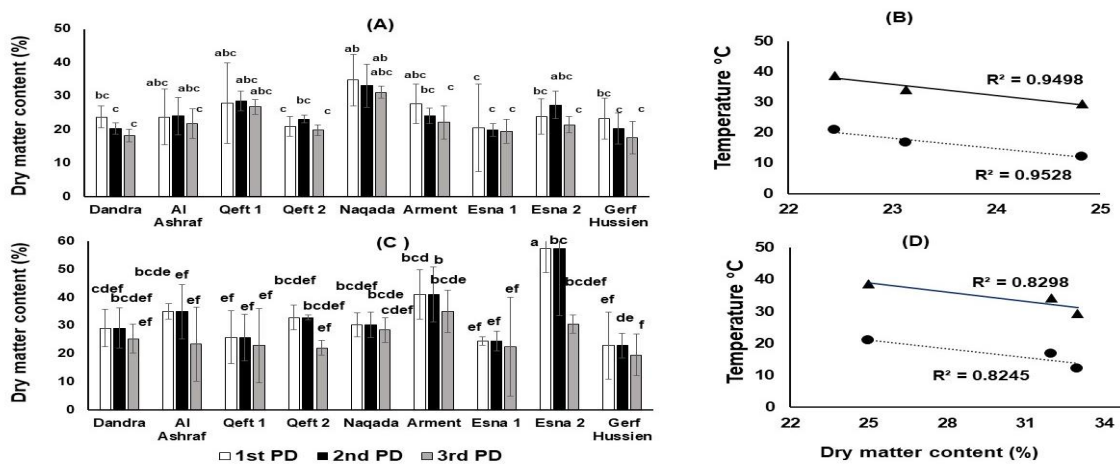 (A)
Dry matter content (%)
50
40
30
20
10
0
bc c c
abc abc c
abc abc abc
c bc c
ab ab abc
abc bc c
c c c
bc abc c
bc c c
Dandra Al Ashraf Qeft 1 Qeft 2 Naqada Arment Esna 1 Esna 2 Gerf Hussien
(B)
Temperature °C
50
40
30
20
10
0
R² = 0.9498
R² = 0.9528
22 23 24 25
(C )
Dry matter content (%)
60
50
40
30
20
10
0
cdef bcdef ef
bcde ef ef
ef ef ef
bcdef bcdef ef
bcdef bcde cdef
bcd b bcde
ef ef ef
a bc bcdef
ef de f
Dandra Al Ashraf Qeft 1 Qeft 2 Naqada Arment Esna 1 Esna 2 Gerf Hussien
1st PD 2nd PD 3rd PD
(D)
Temperature °C
50
40
30
20
10
0
R² = 0.8298
R² = 0.8245
22 25 28 31 34
Dry matter content (%)